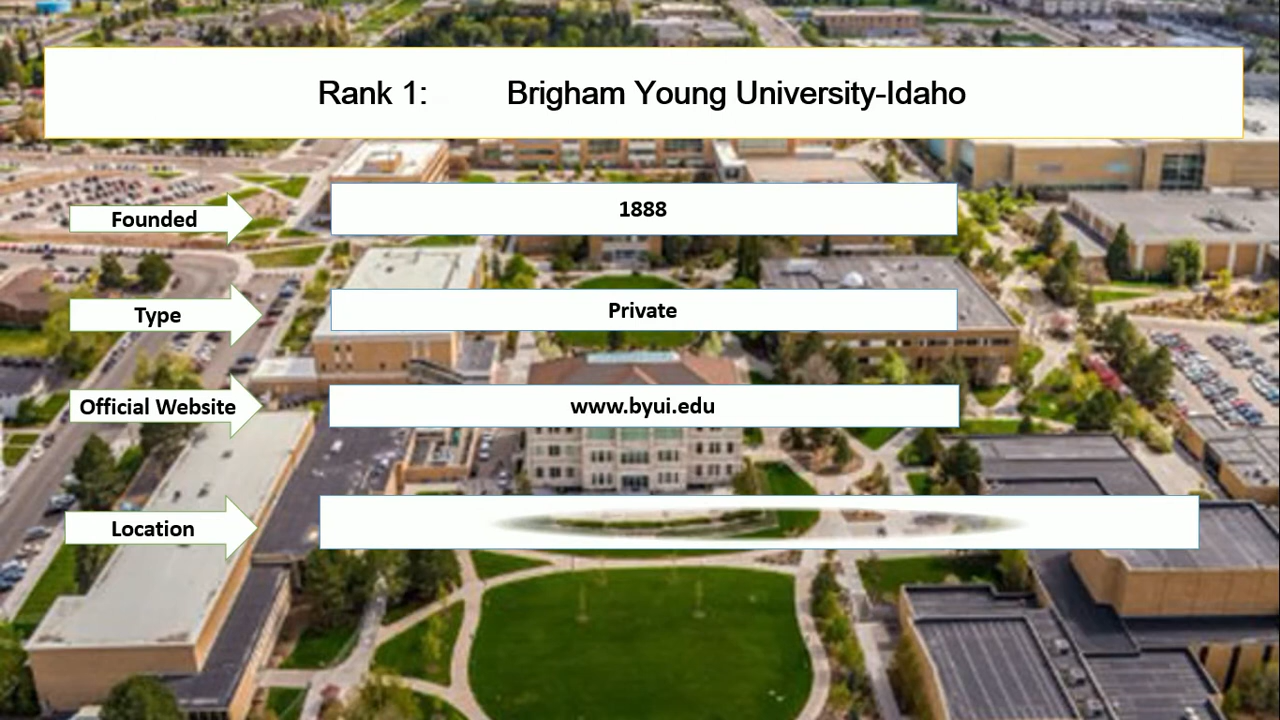 Rank 1: Brigham Young University-Idaho
Founded 1888
Type Private
Official Website www.byui.edu
Location